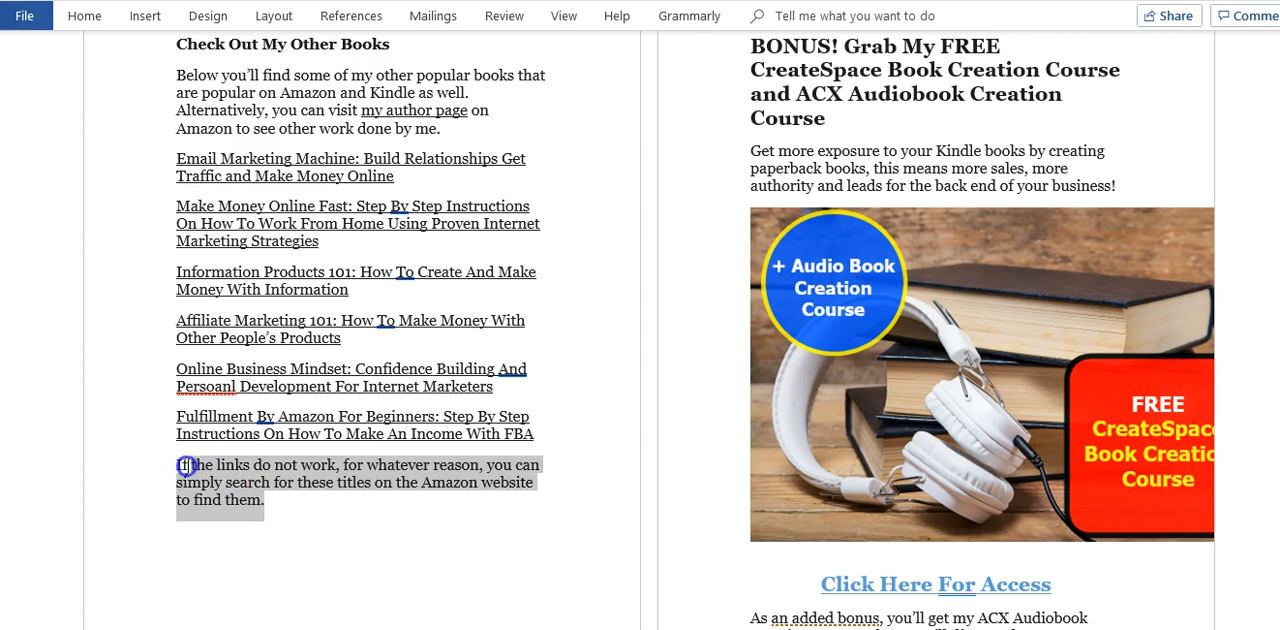 File Home Insert Design Layout References Mailings Review View Help Grammarly Tell me what you want to do Share Comme
Check Out My Other Books
Below you'll find some of my other popular books that
are popular on Amazon and Kindle as well.
Alternatively, you can visit my author page on
Amazon to see other work done by me.
Email Marketing Machine: Build Relationships Get
Traffic and Make Money Online
Make Money Online Fast: Step By Step Instructions
On How To Work From Home Using Proven Internet
Marketing Strategies
Information Products 101: How To Create And Make
Money With Information
Affiliate Marketing 101: How To Make Money With
Other People's Products
Online Business Mindset: Confidence Building And
Persoanl Development For Internet Marketers
Fulfillment By Amazon For Beginners: Step By Step
Instructions On How To Make An Income With FBA
If the links do not work, for whatever reason, you can
simply search for these titles on the Amazon website
to find them.
BONUS! Grab My FREE
CreateSpace Book Creation Course
and ACX Audiobook Creation
Course
Get more exposure to your Kindle books by creating
paperback books, this means more sales, more
authority and leads for the back end of your business!
+ Audio Book
Creation
Course
FREE
CreateSpac
Book Creatio
Course
Click Here For Access
As an added bonus, you'll get my ACX Audiobook